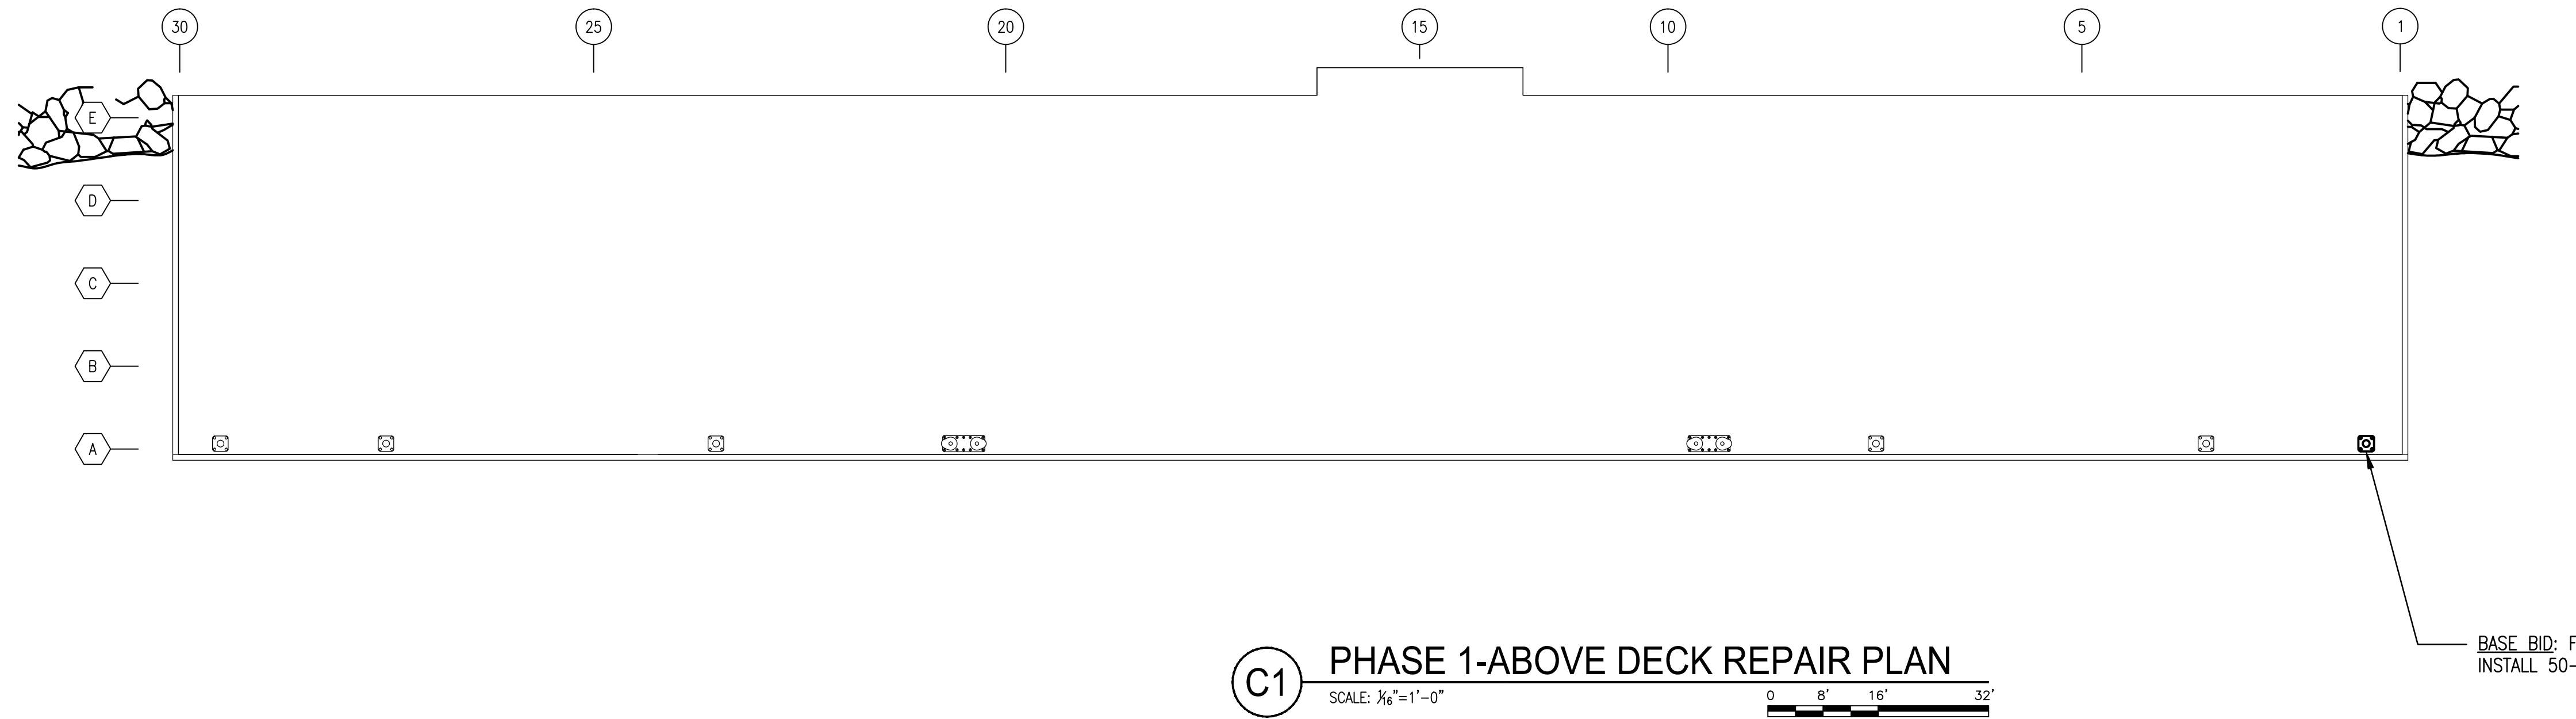 30 25 20 15 10 5 1
E
D
C
B
A
BASE BID: F
INSTALL 50-
C1 PHASE 1-ABOVE DECK REPAIR PLAN
SCALE: 1/16"=1'-0"
0 8' 16' 32'